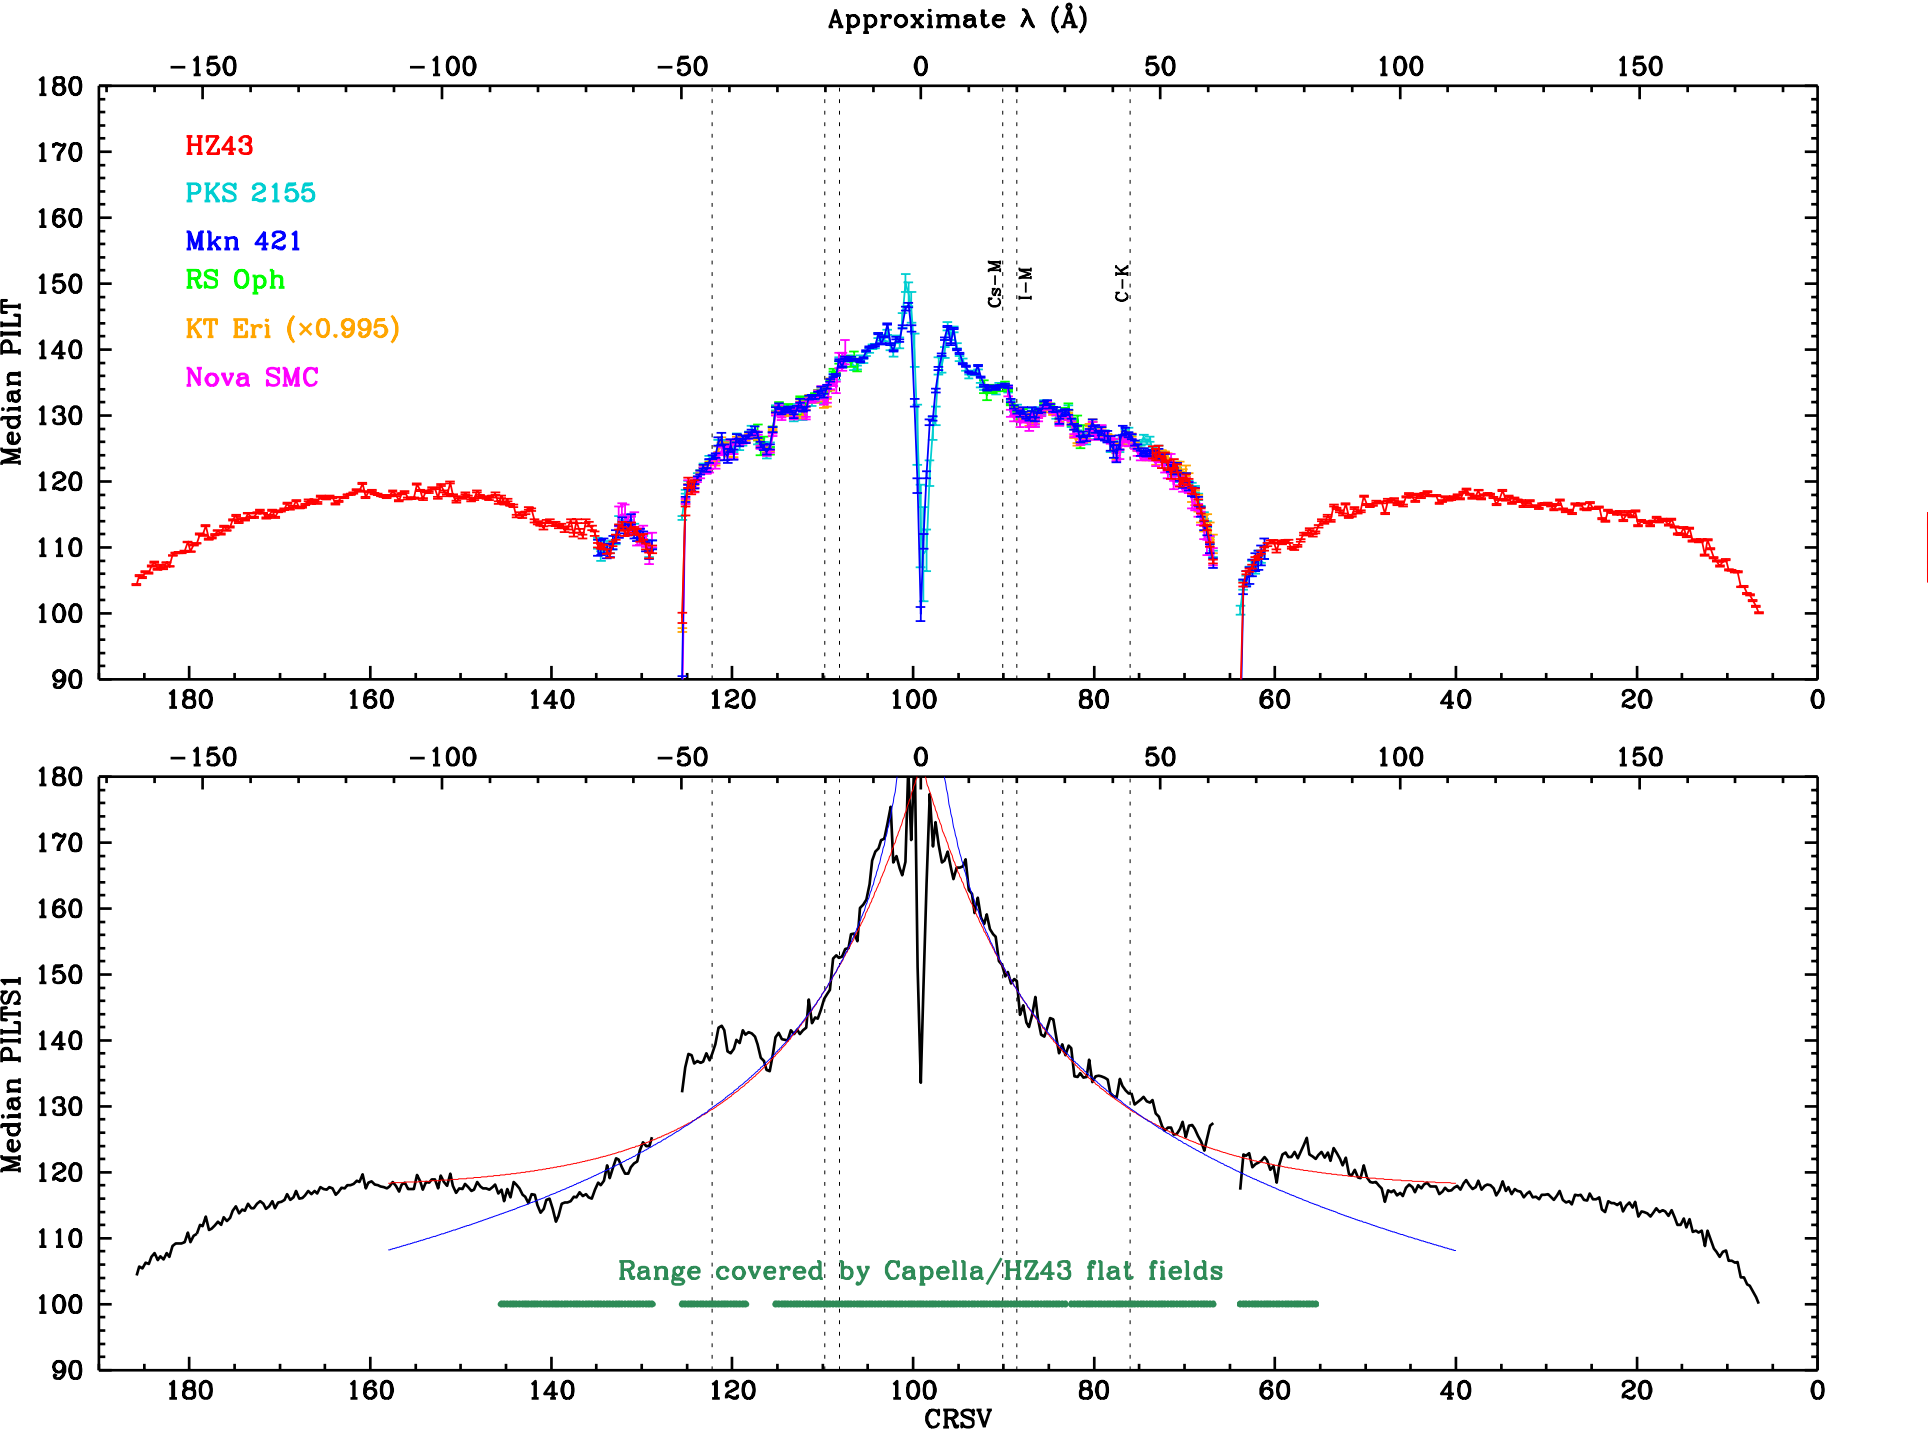 Approximate λ (Å)
−150 −100 −50 0 50 100 150
180
170
160
150
140
130
120
110
100
90
Median PILT
HZ43
PKS 2155
Mkn 421
RS Oph
KT Eri (×0.995)
Nova SMC
Cs−M
I−M
C−K
180 160 140 120 100 80 60 40 20 0
−150 −100 −50 0 50 100 150
180
170
160
150
140
130
120
110
100
90
Median PILTS1
Range covered by Capella/HZ43 flat fields
180 160 140 120 100 80 60 40 20 0
CRSV